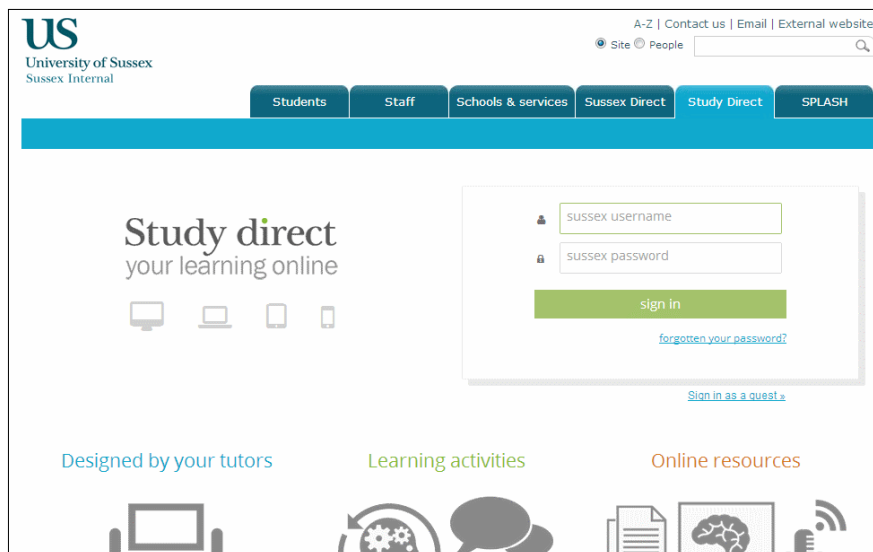 US
University of Sussex
Sussex Internal
A-Z | Contact us | Email | External website
Site People
Students Staff Schools & services Sussex Direct Study Direct SPLASH
Study direct
your learning online
sussex username
sussex password
sign in
forgotten your password?
Sign in as a guest »
Designed by your tutors Learning activities Online resources